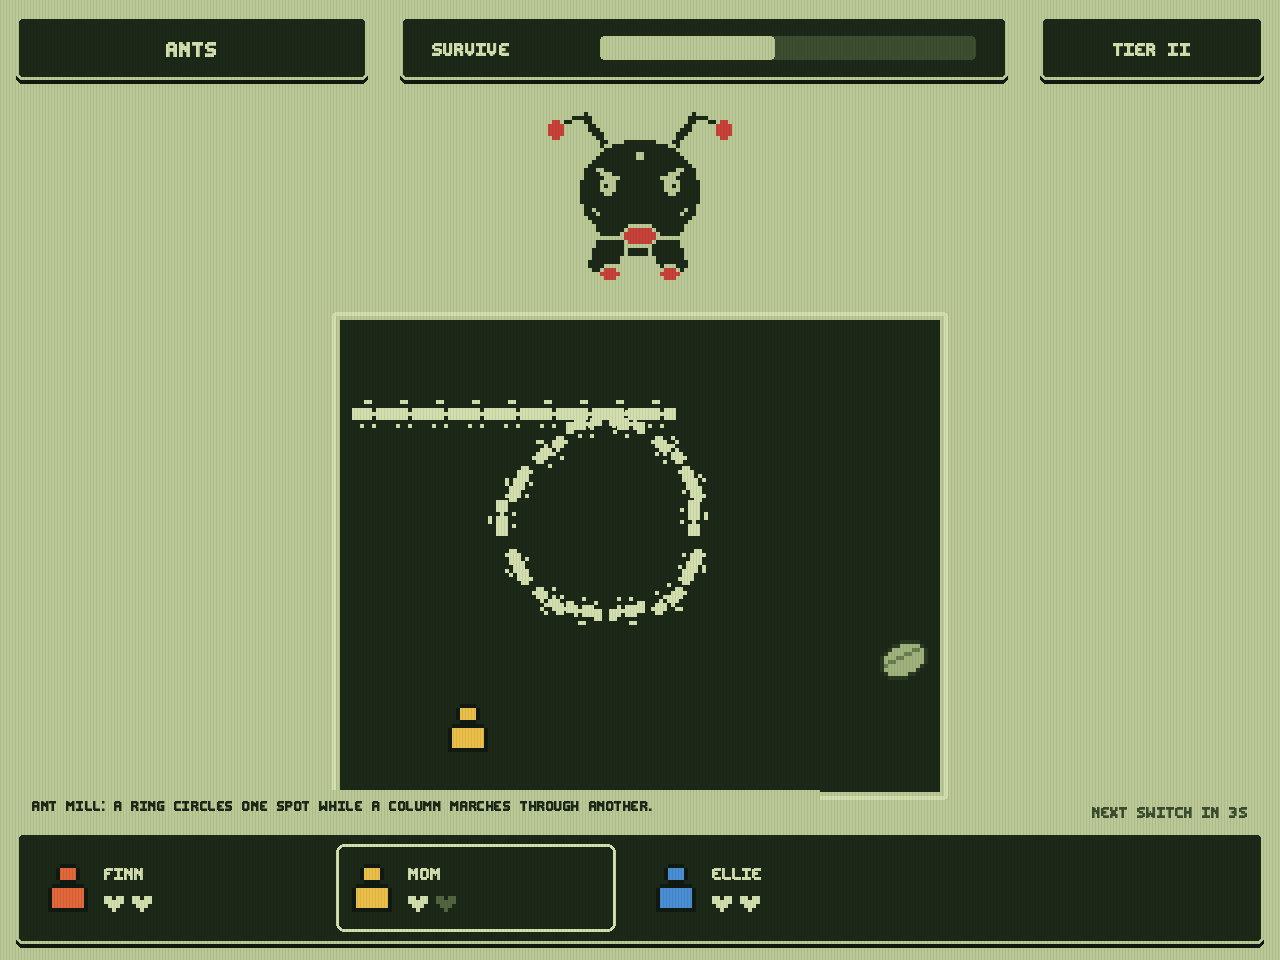 ANTS
SURVIVE
TIER II
ANT MILL: A RING CIRCLES ONE SPOT WHILE A COLUMN MARCHES THROUGH ANOTHER.
NEXT SWITCH IN 3S
FINN
MOM
ELLIE